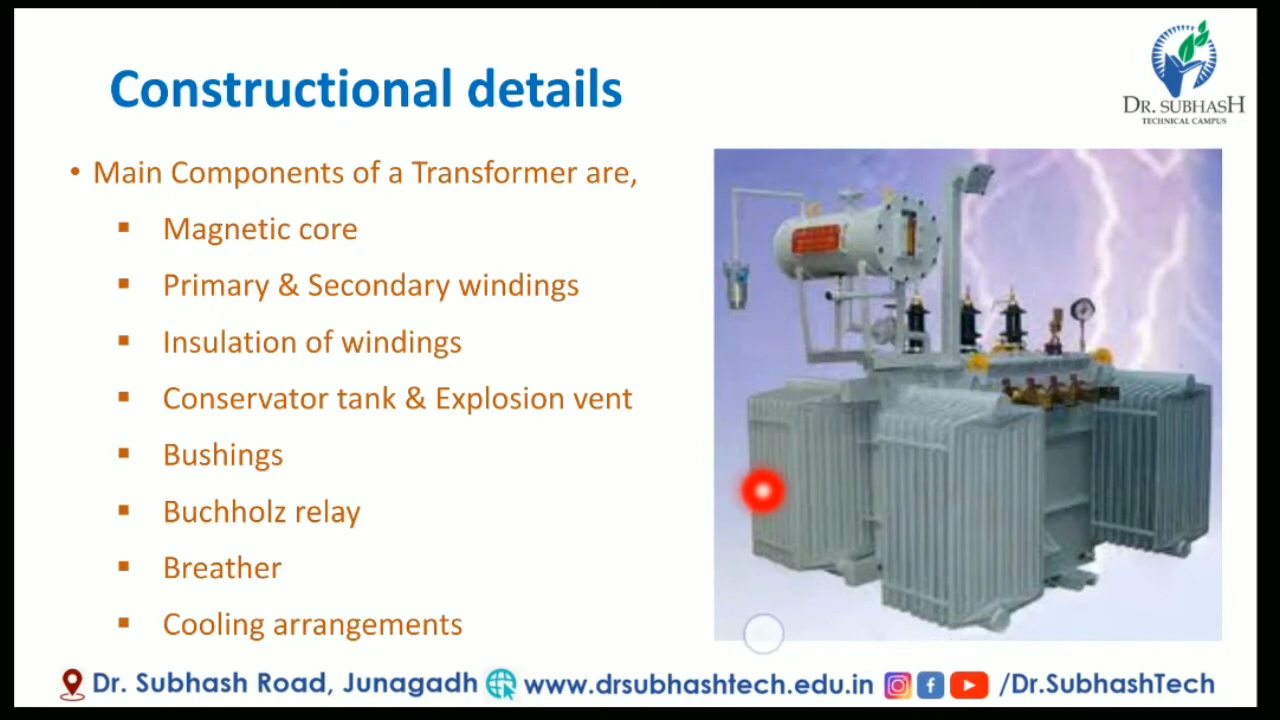 Constructional details
DR. SUBHASH
TECHNICAL CAMPUS
• Main Components of a Transformer are,
▪ Magnetic core
▪ Primary & Secondary windings
▪ Insulation of windings
▪ Conservator tank & Explosion vent
▪ Bushings
▪ Buchholz relay
▪ Breather
▪ Cooling arrangements
Dr. Subhash Road, Junagadh www.drsubhashtech.edu.in /Dr.SubhashTech